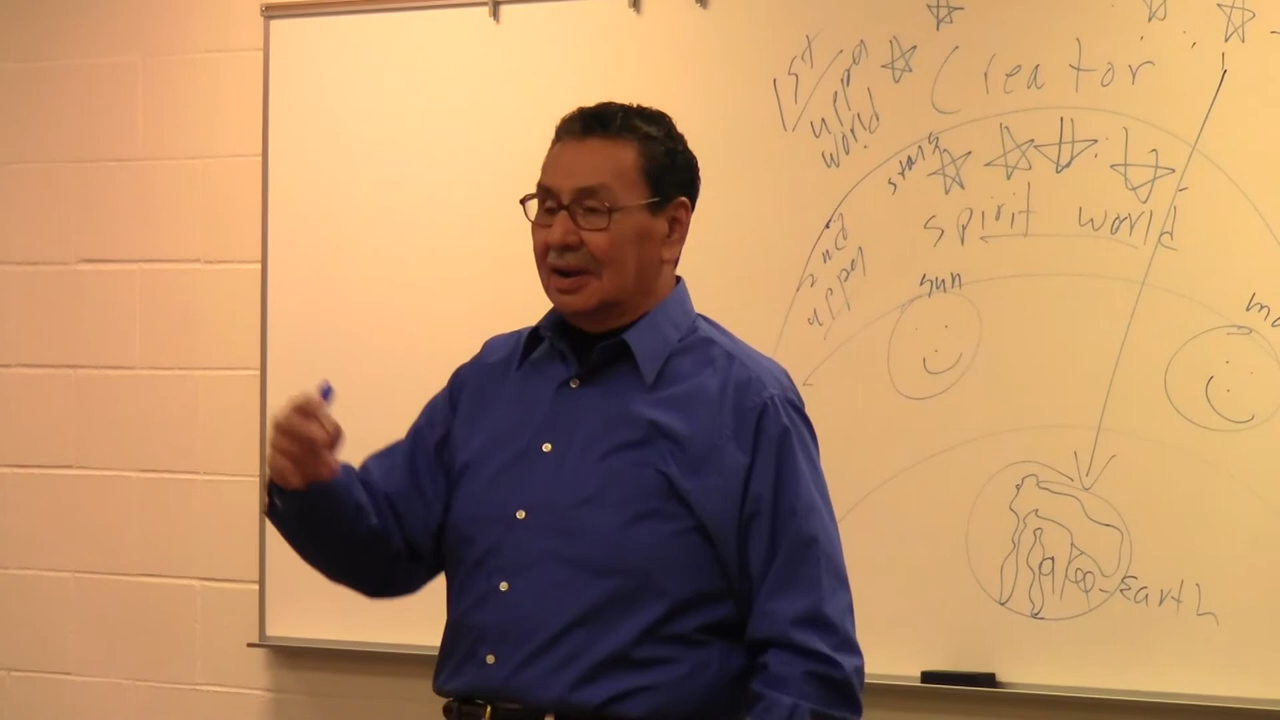 1st
upper
world
Creator
stars
spirit world
2nd
upper
sun
earth